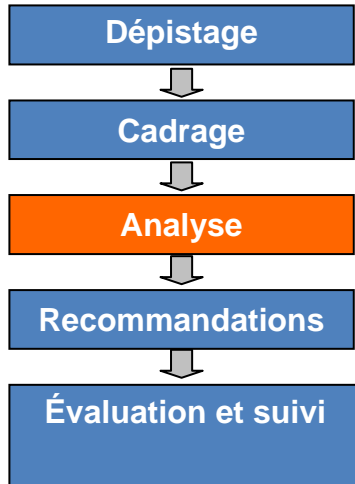 Dépistage
Cadrage
Analyse
Recommandations
Évaluation et suivi